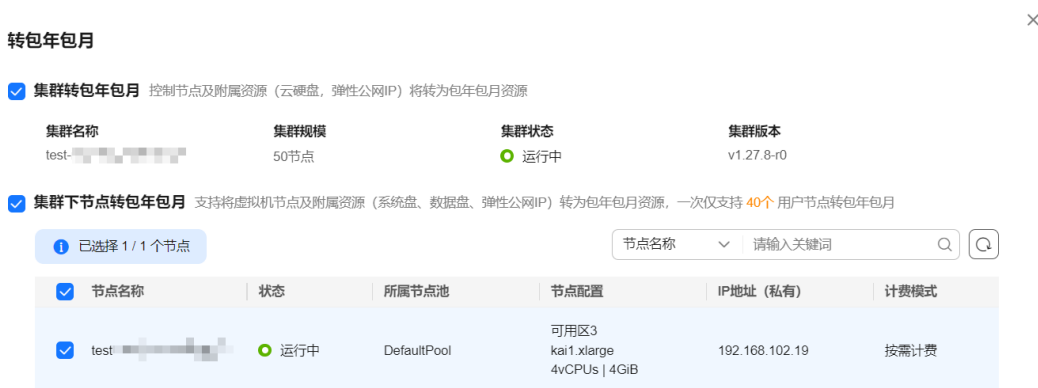 转包年包月
集群转包年包月 控制节点及附属资源（云硬盘，弹性公网IP）将转为包年包月资源
集群名称 集群规模 集群状态 集群版本
test- 50节点 运行中 v1.27.8-r0
集群下节点转包年包月 支持将虚拟机节点及附属资源（系统盘、数据盘、弹性公网IP）转为包年包月资源，一次仅支持 40个 用户节点转包年包月
已选择 1 / 1 个节点 节点名称 请输入关键词
节点名称 状态 所属节点池 节点配置 IP地址（私有） 计费模式
可用区3
test 运行中 DefaultPool kai1.xlarge 192.168.102.19 按需计费
4vCPUs | 4GiB